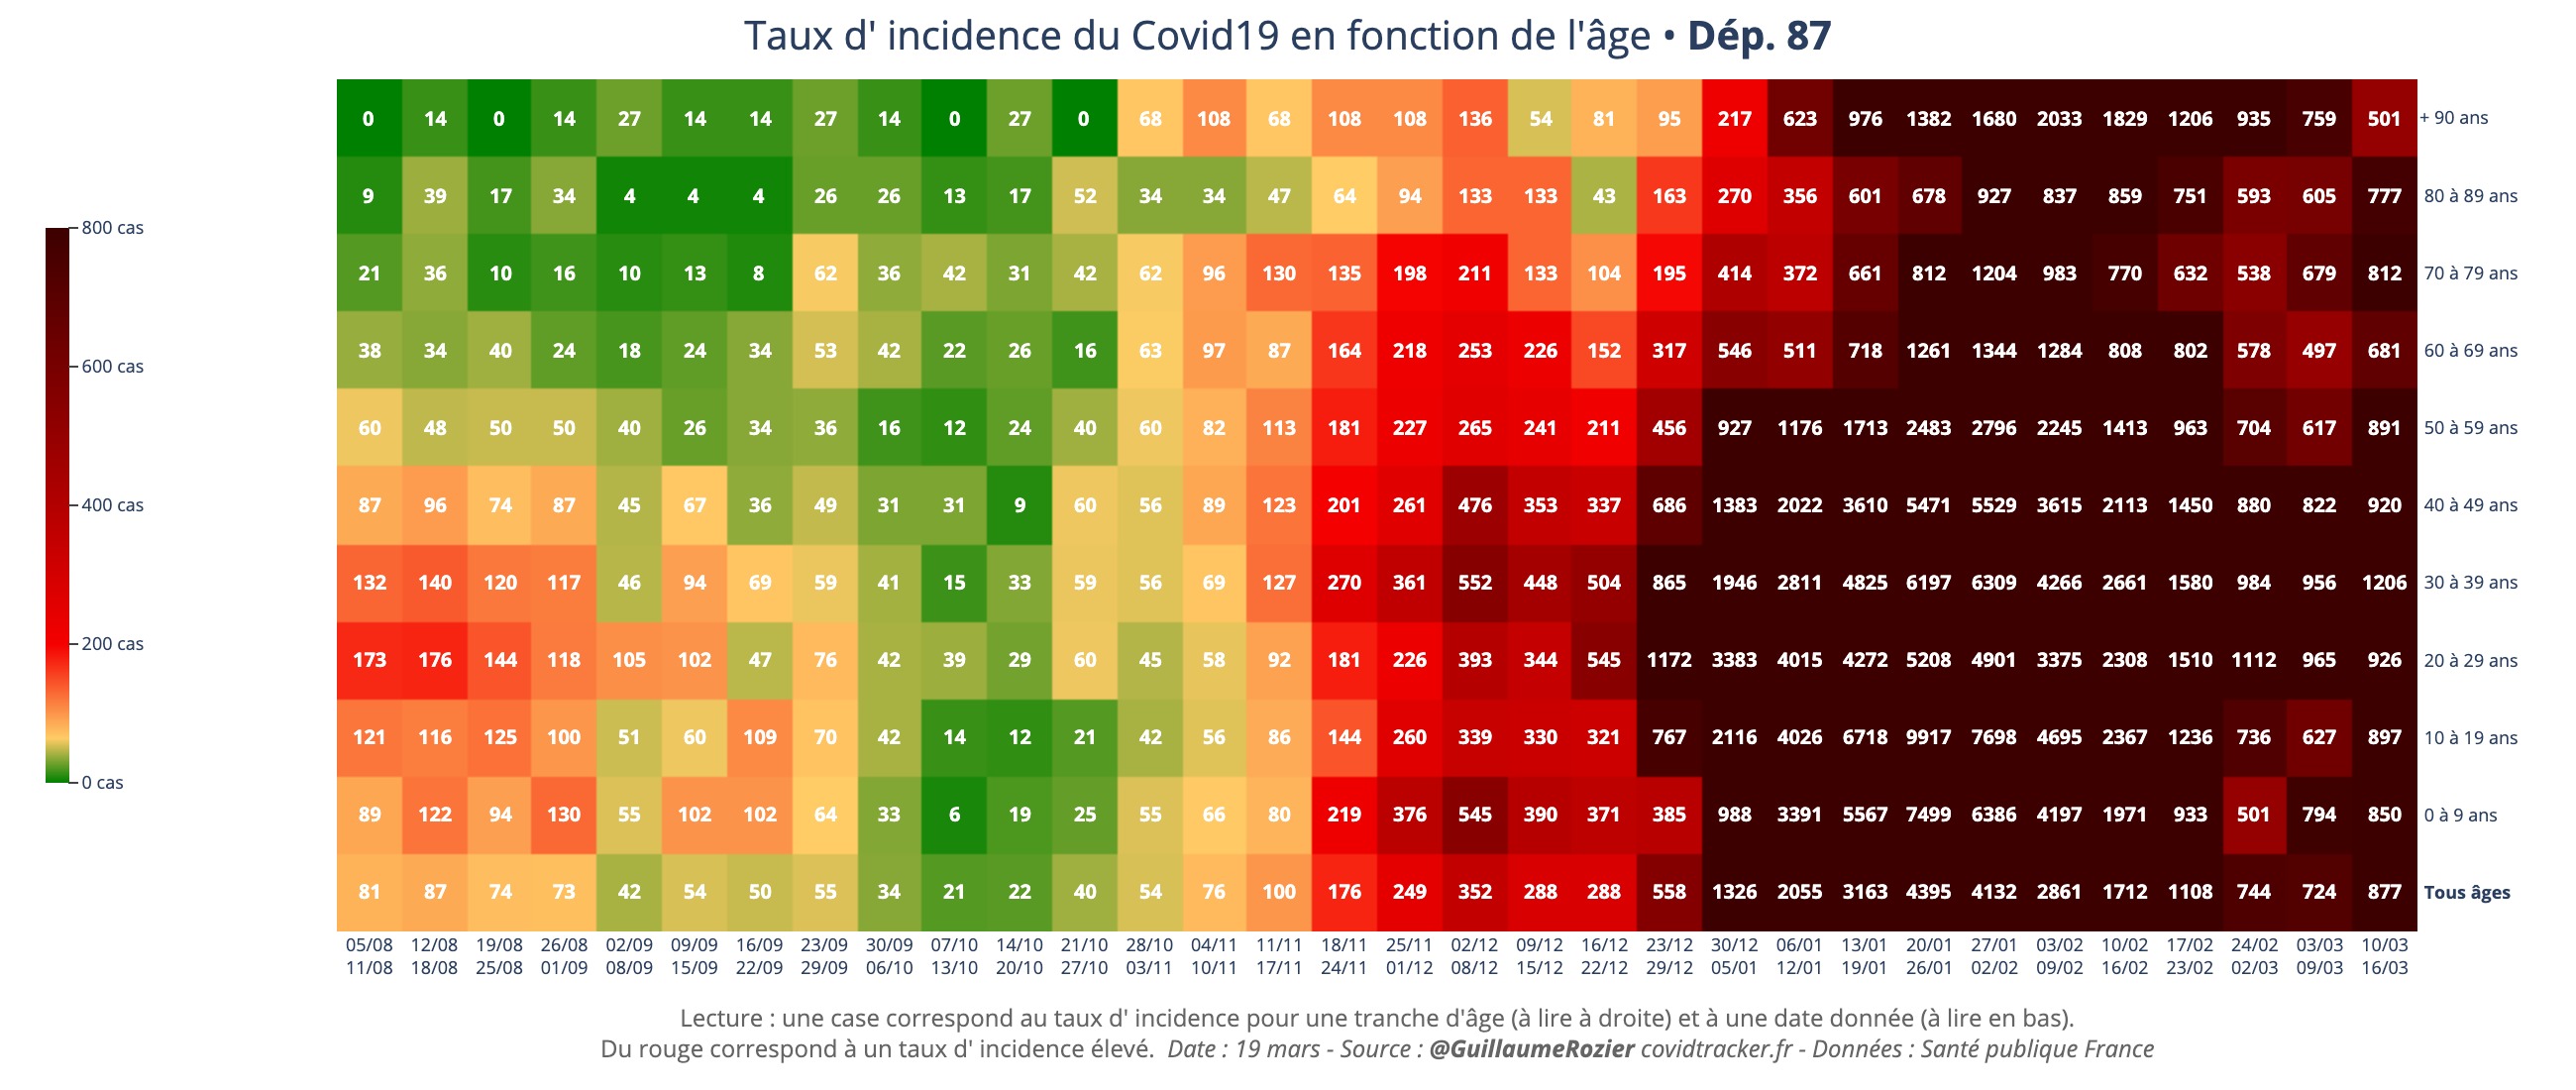 Taux d' incidence du Covid19 en fonction de l'âge • Dép. 87
800 cas
600 cas
400 cas
200 cas
0 cas
0 14 0 14 27 14 14 27 14 0 27 0 68 108 68 108 108 136 54 81 95 217 623 976 1382 1680 2033 1829 1206 935 759 501 + 90 ans
9 39 17 34 4 4 4 26 26 13 17 52 34 34 47 64 94 133 133 43 163 270 356 601 678 927 837 859 751 593 605 777 80 à 89 ans
21 36 10 16 10 13 8 62 36 42 31 42 62 96 130 135 198 211 133 104 195 414 372 661 812 1204 983 770 632 538 679 812 70 à 79 ans
38 34 40 24 18 24 34 53 42 22 26 16 63 97 87 164 218 253 226 152 317 546 511 718 1261 1344 1284 808 802 578 497 681 60 à 69 ans
60 48 50 50 40 26 34 36 16 12 24 40 60 82 113 181 227 265 241 211 456 927 1176 1713 2483 2796 2245 1413 963 704 617 891 50 à 59 ans
87 96 74 87 45 67 36 49 31 31 9 60 56 89 123 201 261 476 353 337 686 1383 2022 3610 5471 5529 3615 2113 1450 880 822 920 40 à 49 ans
132 140 120 117 46 94 69 59 41 15 33 59 56 69 127 270 361 552 448 504 865 1946 2811 4825 6197 6309 4266 2661 1580 984 956 1206 30 à 39 ans
173 176 144 118 105 102 47 76 42 39 29 60 45 58 92 181 226 393 344 545 1172 3383 4015 4272 5208 4901 3375 2308 1510 1112 965 926 20 à 29 ans
121 116 125 100 51 60 109 70 42 14 12 21 42 56 86 144 260 339 330 321 767 2116 4026 6718 9917 7698 4695 2367 1236 736 627 897 10 à 19 ans
89 122 94 130 55 102 102 64 33 6 19 25 55 66 80 219 376 545 390 371 385 988 3391 5567 7499 6386 4197 1971 933 501 794 850 0 à 9 ans
81 87 74 73 42 54 50 55 34 21 22 40 54 76 100 176 249 352 288 288 558 1326 2055 3163 4395 4132 2861 1712 1108 744 724 877 Tous âges
05/08 12/08 19/08 26/08 02/09 09/09 16/09 23/09 30/09 07/10 14/10 21/10 28/10 04/11 11/11 18/11 25/11 02/12 09/12 16/12 23/12 30/12 06/01 13/01 20/01 27/01 03/02 10/02 17/02 24/02 03/03 10/03
11/08 18/08 25/08 01/09 08/09 15/09 22/09 29/09 06/10 13/10 20/10 27/10 03/11 10/11 17/11 24/11 01/12 08/12 15/12 22/12 29/12 05/01 12/01 19/01 26/01 02/02 09/02 16/02 23/02 02/03 09/03 16/03
Lecture : une case correspond au taux d' incidence pour une tranche d'âge (à lire à droite) et à une date donnée (à lire en bas).
Du rouge correspond à un taux d' incidence élevé. Date : 19 mars - Source : @GuillaumeRozier covidtracker.fr - Données : Santé publique France